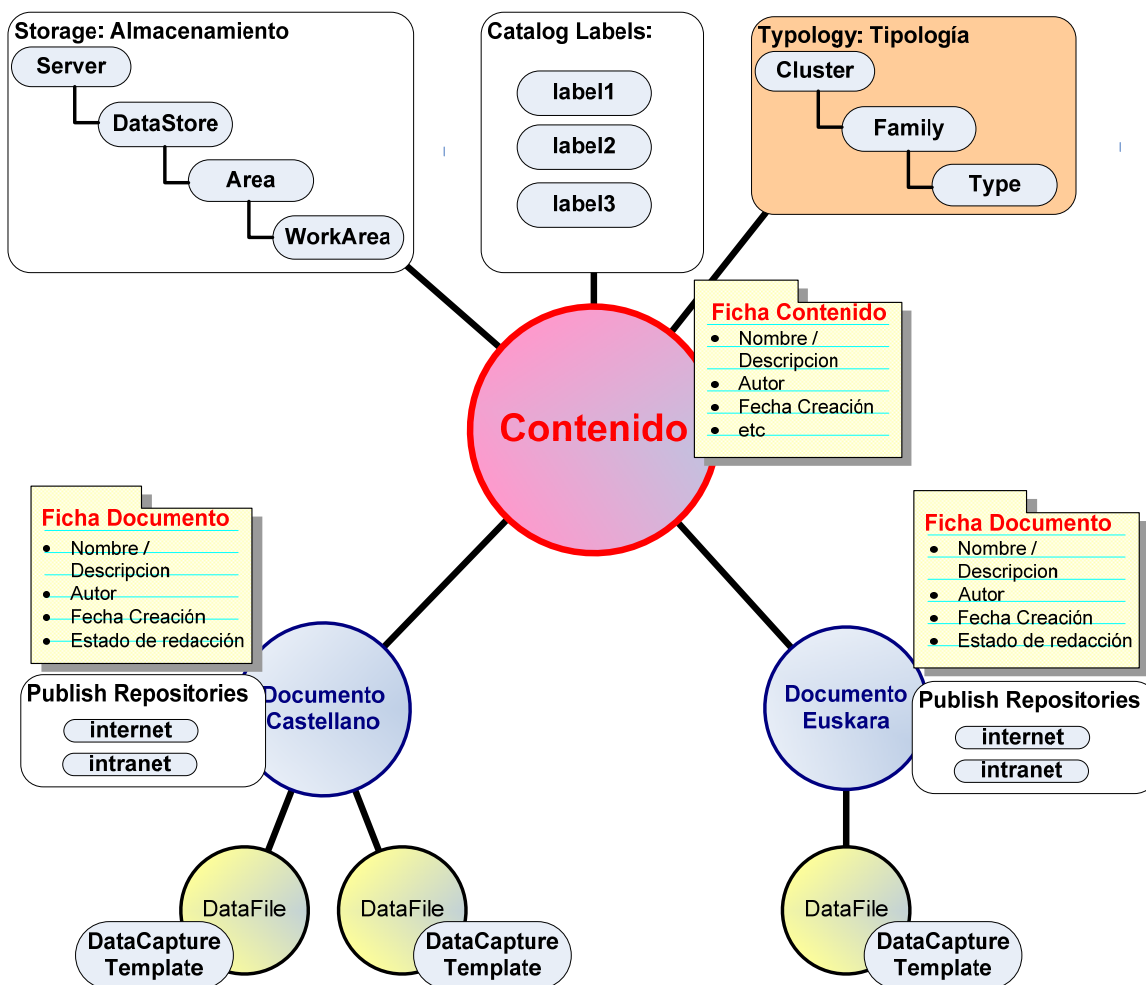 Storage: Almacenamiento
Server
DataStore
Area
WorkArea
Catalog Labels:
label1
label2
label3
Typology: Tipología
Cluster
Family
Type
Ficha Contenido
• Nombre /
Descripcion
• Autor
• Fecha Creación
• etc
Contenido
Ficha Documento
• Nombre /
Descripcion
• Autor
• Fecha Creación
• Estado de redacción
Publish Repositories
internet
intranet
Documento
Castellano
Ficha Documento
• Nombre /
Descripcion
• Autor
• Fecha Creación
• Estado de redacción
Documento
Euskara
Publish Repositories
internet
intranet
DataFile
DataCapture
Template
DataFile
DataCapture
Template
DataFile
DataCapture
Template